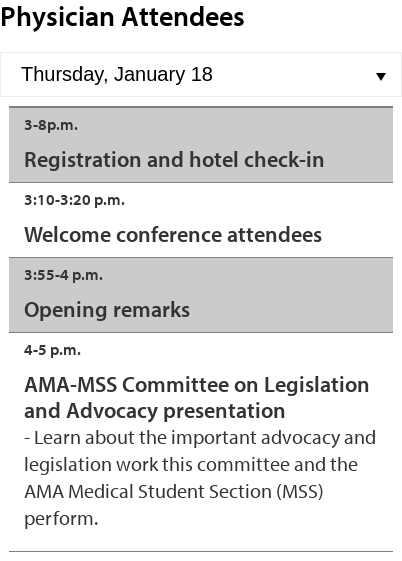 Physician Attendees
Thursday, January 18
3-8p.m.
Registration and hotel check-in
3:10-3:20 p.m.
Welcome conference attendees
3:55-4 p.m.
Opening remarks
4-5 p.m.
AMA-MSS Committee on Legislation
and Advocacy presentation
- Learn about the important advocacy and
legislation work this committee and the
AMA Medical Student Section (MSS)
perform.